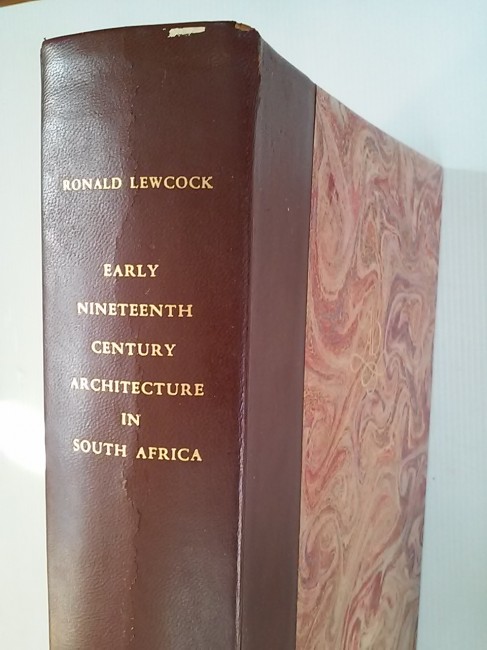 RONALD LEWCOCK
EARLY
NINETEENTH
CENTURY
ARCHITECTURE
IN
SOUTH AFRICA